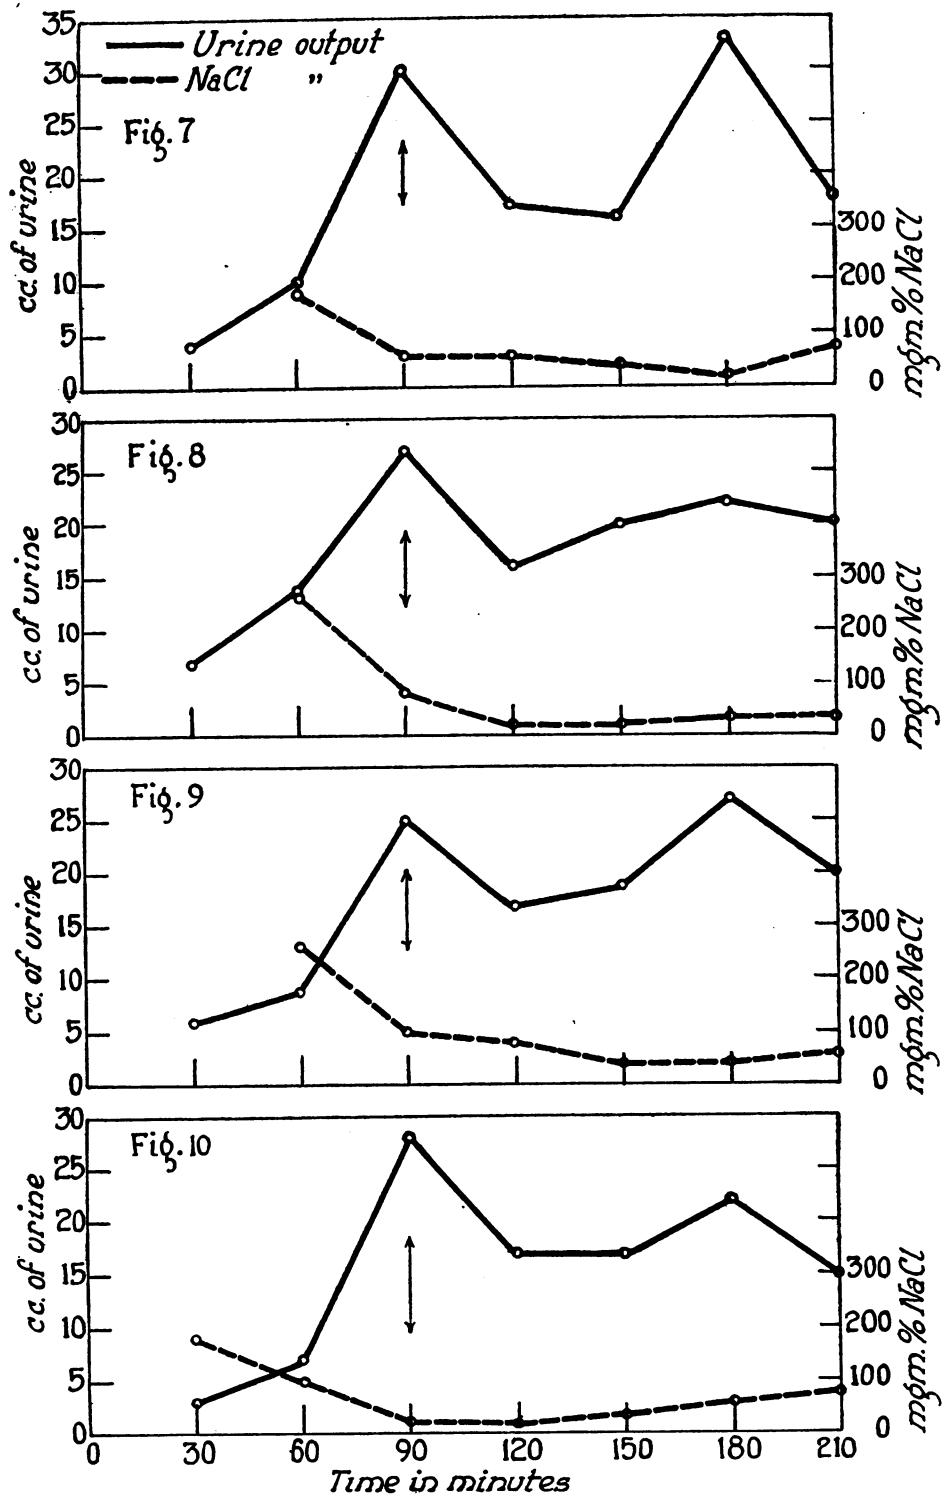 35
Urine output
30
NaCl "
25
Fig. 7
20
15
10
5
0
cc. of urine
300
200
100
0
mgm.% NaCl
30
Fig. 8
25
20
15
10
5
0
cc. of urine
300
200
100
0
mgm.% NaCl
30
Fig. 9
25
20
15
10
5
0
cc. of urine
300
200
100
0
mgm.% NaCl
30
Fig. 10
25
20
15
10
5
0
cc. of urine
300
200
100
0
mgm.% NaCl
0 30 60 90 120 150 180 210
Time in minutes